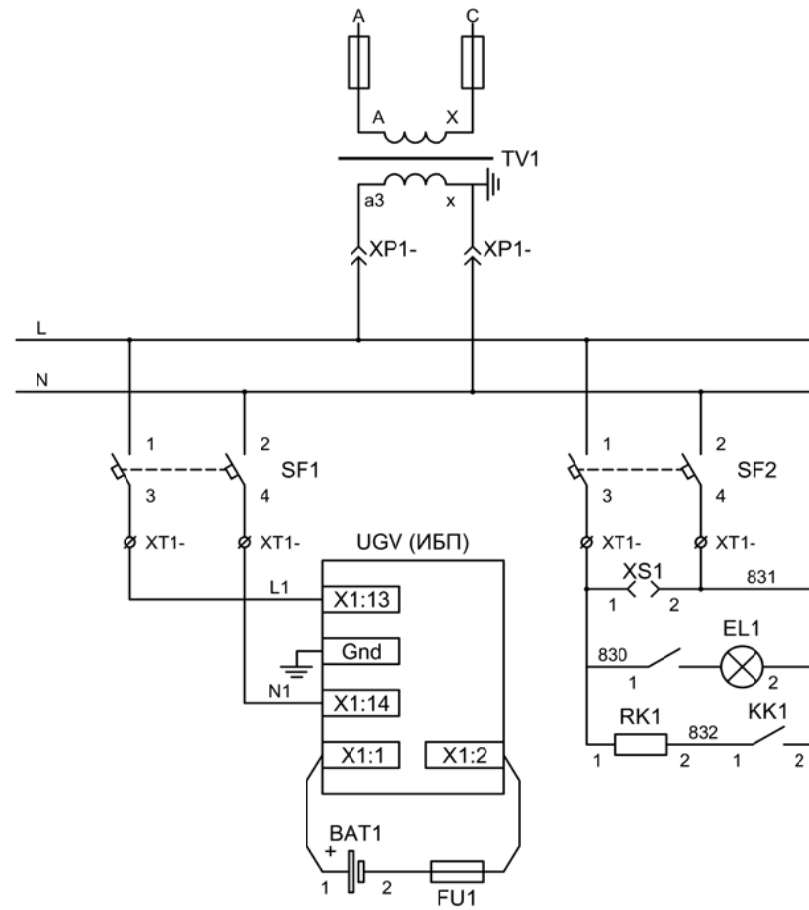 A C
A X
TV1
a3 x
XP1- XP1-
L
N
1 2 1 2
SF1 SF2
3 4 3 4
XT1- XT1- UGV (ИБП) XT1- XT1-
XS1
L1 X1:13 1 2 831
Gnd 830 EL1
1 2
N1 X1:14 RK1 832 KK1
X1:1 X1:2 1 2 1 2
BAT1
+
1 2 FU1